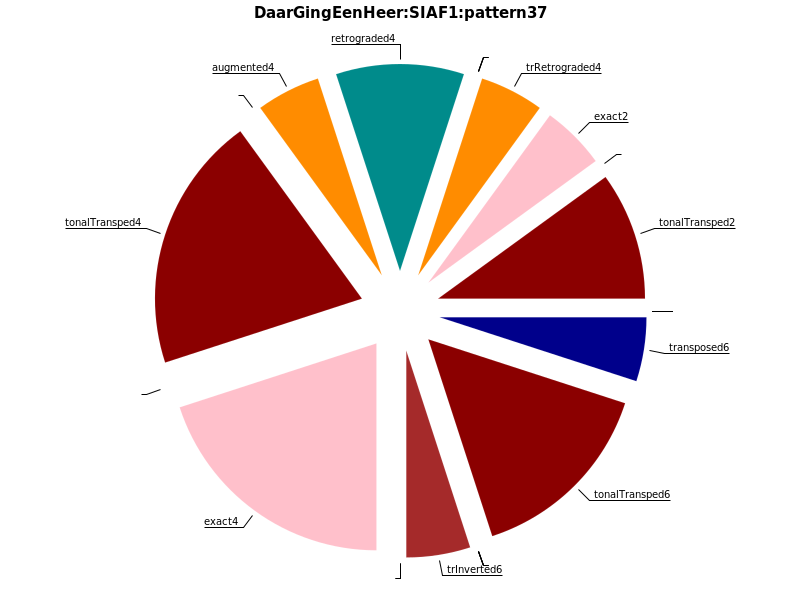 DaarGingEenHeer:SIAF1:pattern37
retrograded4
augmented4
trRetrograded4
exact2
tonalTransped4
tonalTransped2
transposed6
tonalTransped6
exact4
trInverted6